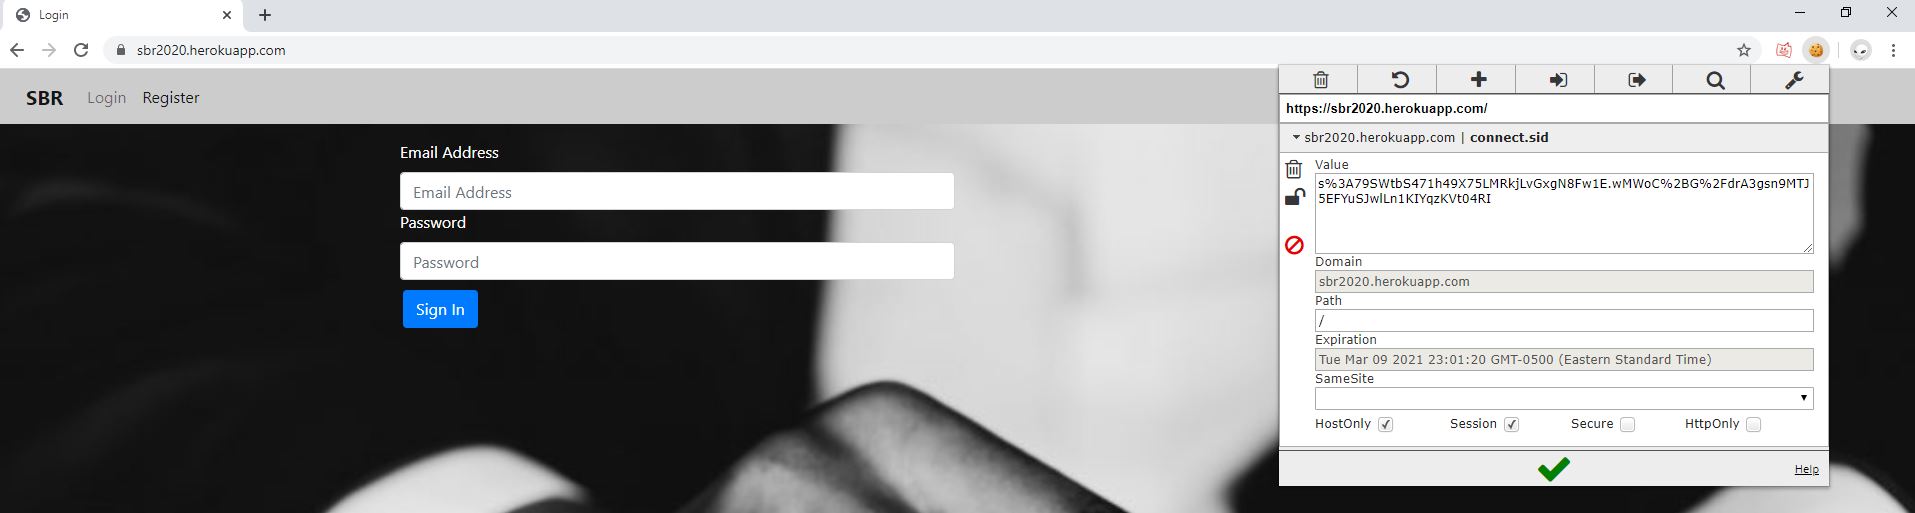 Login
sbr2020.herokuapp.com
SBR Login Register
Email Address
Email Address
Password
Password
Sign In
https://sbr2020.herokuapp.com/
sbr2020.herokuapp.com | connect.sid
Value
s%3A79SWtbS471h49X75LMRkjLvGxgN8Fw1E.wMWoC%2BG%2FdrA3gsn9MTJ
5EFYuSJwlLn1KIYqzKVt04RI
Domain
sbr2020.herokuapp.com
Path
/
Expiration
Tue Mar 09 2021 23:01:20 GMT-0500 (Eastern Standard Time)
SameSite
HostOnly Session Secure HttpOnly
Help